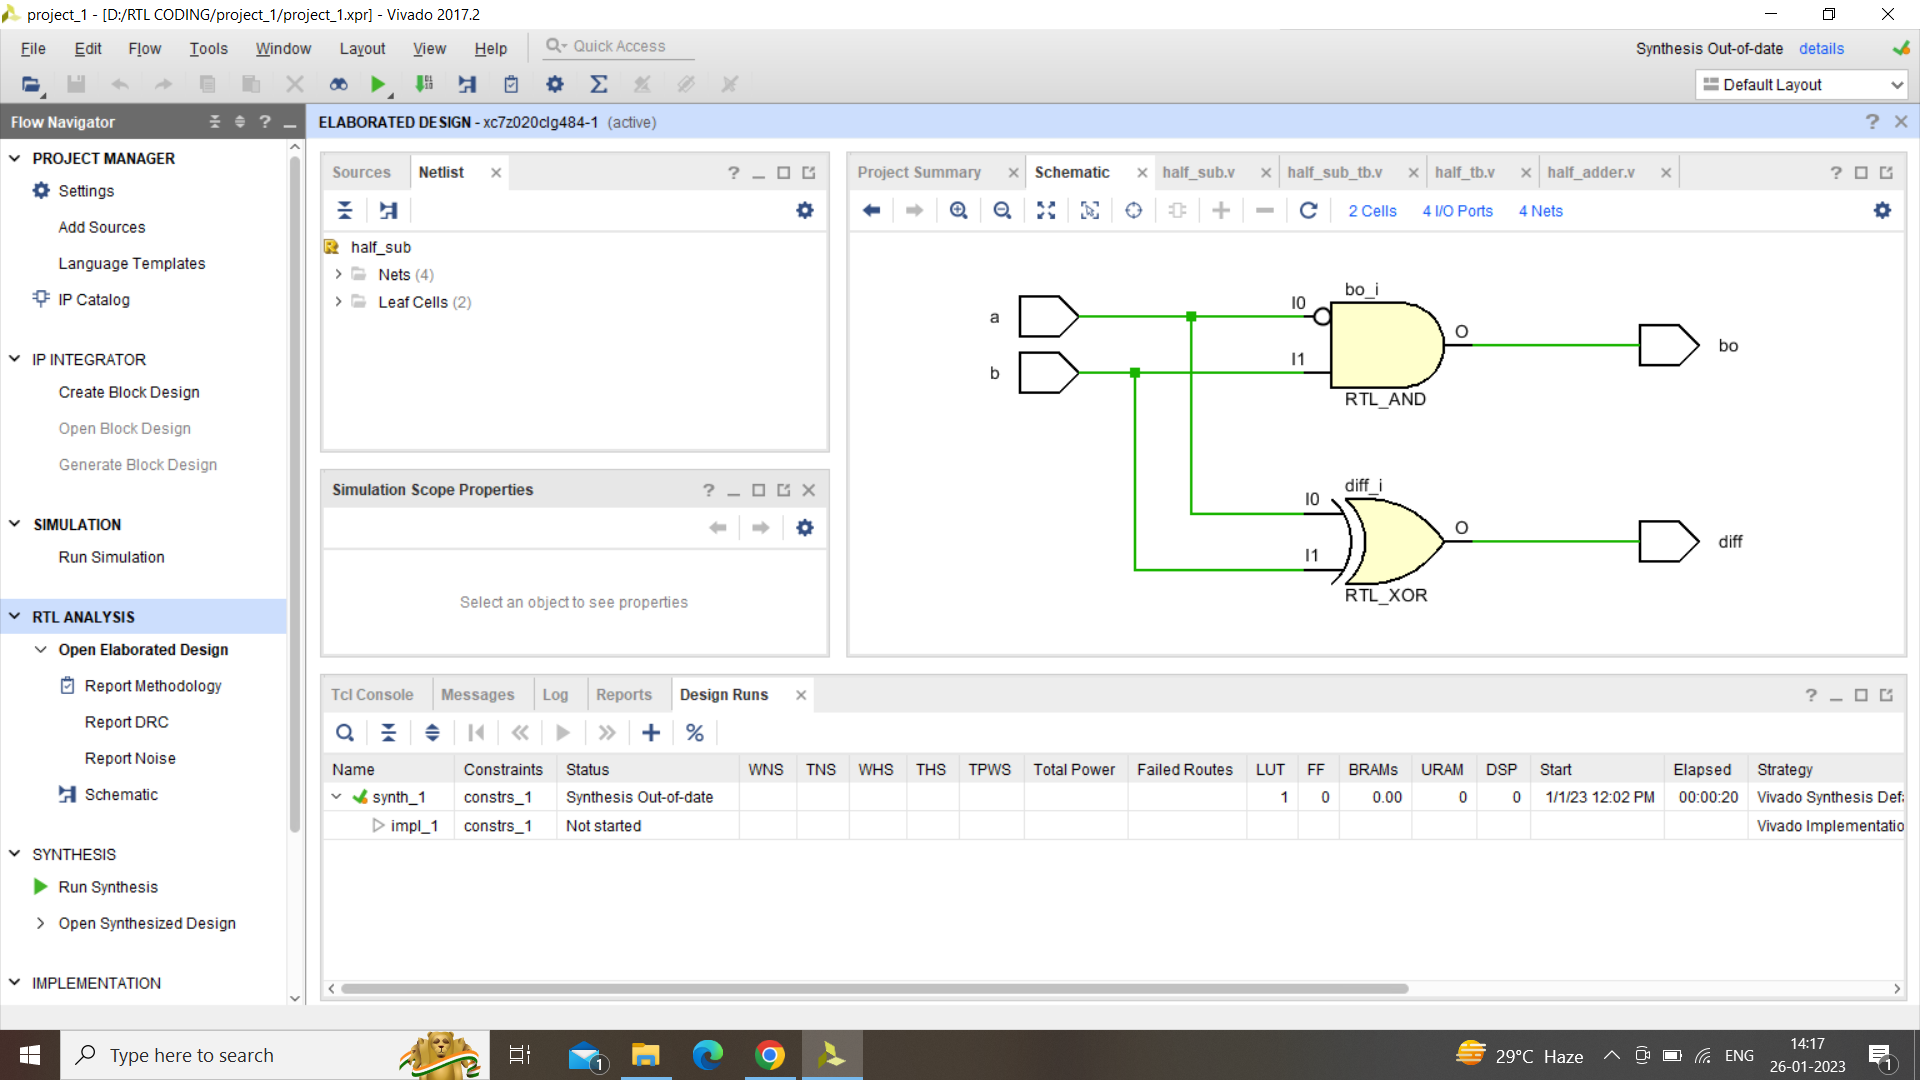 project_1 - [D:/RTL CODING/project_1/project_1.xpr] - Vivado 2017.2
File Edit Flow Tools Window Layout View Help Quick Access
Synthesis Out-of-date details
Default Layout
Flow Navigator
PROJECT MANAGER
Settings
Add Sources
Language Templates
IP Catalog
IP INTEGRATOR
Create Block Design
Open Block Design
Generate Block Design
SIMULATION
Run Simulation
RTL ANALYSIS
Open Elaborated Design
Report Methodology
Report DRC
Report Noise
Schematic
SYNTHESIS
Run Synthesis
Open Synthesized Design
IMPLEMENTATION
ELABORATED DESIGN - xc7z020clg484-1 (active)
Sources Netlist
half_sub
Nets (4)
Leaf Cells (2)
Simulation Scope Properties
Select an object to see properties
Project Summary Schematic half_sub.v half_sub_tb.v half_tb.v half_adder.v
2 Cells 4 I/O Ports 4 Nets
bo_i
a I0
O
bo
b I1
RTL_AND
diff_i
I0
O
diff
I1
RTL_XOR
Tcl Console Messages Log Reports Design Runs
Name Constraints Status WNS TNS WHS THS TPWS Total Power Failed Routes LUT FF BRAMs URAM DSP Start Elapsed Strategy
synth_1 constrs_1 Synthesis Out-of-date 1 0 0.00 0 0 1/1/23 12:02 PM 00:00:20 Vivado Synthesis Def
impl_1 constrs_1 Not started Vivado Implementatio
Type here to search
1
29°C Haze
ENG
14:17
26-01-2023
1